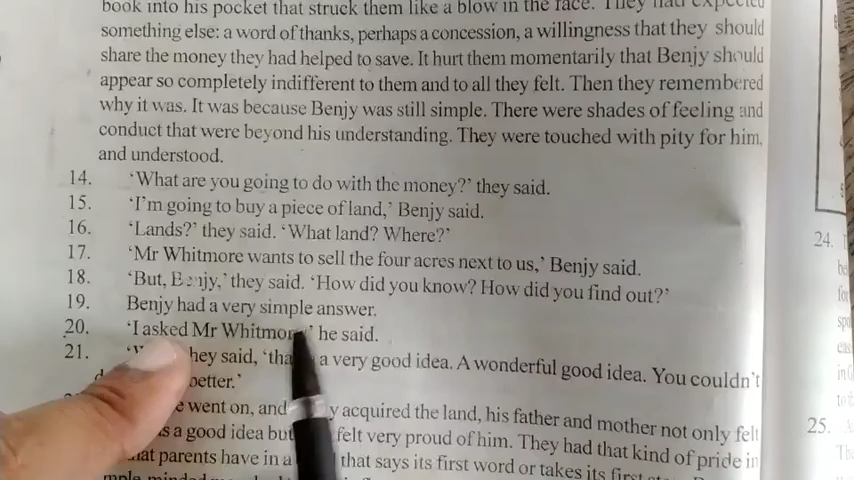 book into his pocket that struck them like a blow in the face. They had expected
something else: a word of thanks, perhaps a concession, a willingness that they should
share the money they had helped to save. It hurt them momentarily that Benjy should
appear so completely indifferent to them and to all they felt. Then they remembered
why it was. It was because Benjy was still simple. There were shades of feeling and
conduct that were beyond his understanding. They were touched with pity for him,
and understood.
14. ‘What are you going to do with the money?’ they said.
15. ‘I’m going to buy a piece of land,’ Benjy said.
16. ‘Lands?’ they said. ‘What land? Where?’
17. ‘Mr Whitmore wants to sell the four acres next to us,’ Benjy said.
18. ‘But, Benjy,’ they said. ‘How did you know? How did you find out?’
19. Benjy had a very simple answer.
20. ‘I asked Mr Whitmore’ he said.
21. they said, a very good idea. A wonderful good idea. You couldn’t
better.’
went on, and acquired the land, his father and mother not only felt
a good idea but felt very proud of him. They had that kind of pride in
that parents have in a that says its first word or takes its first
24.
25.